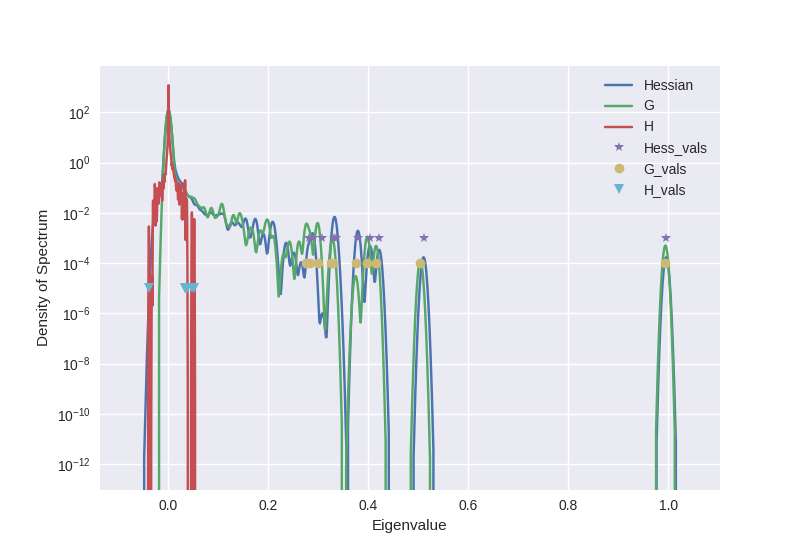 Hessian
G
H
Hess_vals
G_vals
H_vals
Density of Spectrum
10^2
10^0
10^−2
10^−4
10^−6
10^−8
10^−10
10^−12
0.0 0.2 0.4 0.6 0.8 1.0
Eigenvalue